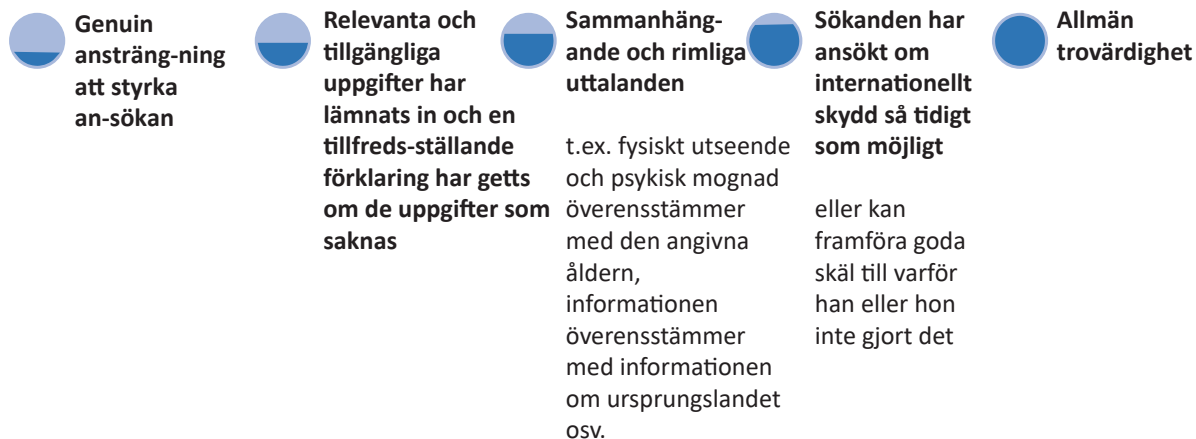 Genuin
ansträng-ning
att styrka
an-sökan
Relevanta och
tillgängliga
uppgifter har
lämnats in och en
tillfreds-ställande
förklaring har getts
om de uppgifter som
saknas
Sammanhäng-
ande och rimliga
uttalanden
t.ex. fysiskt utseende
och psykisk mognad
överensstämmer
med den angivna
åldern,
informationen
överensstämmer
med informationen
om ursprungslandet
osv.
Sökanden har
ansökt om
internationellt
skydd så tidigt
som möjligt
eller kan
framföra goda
skäl till varför
han eller hon
inte gjort det
Allmän
trovärdighet